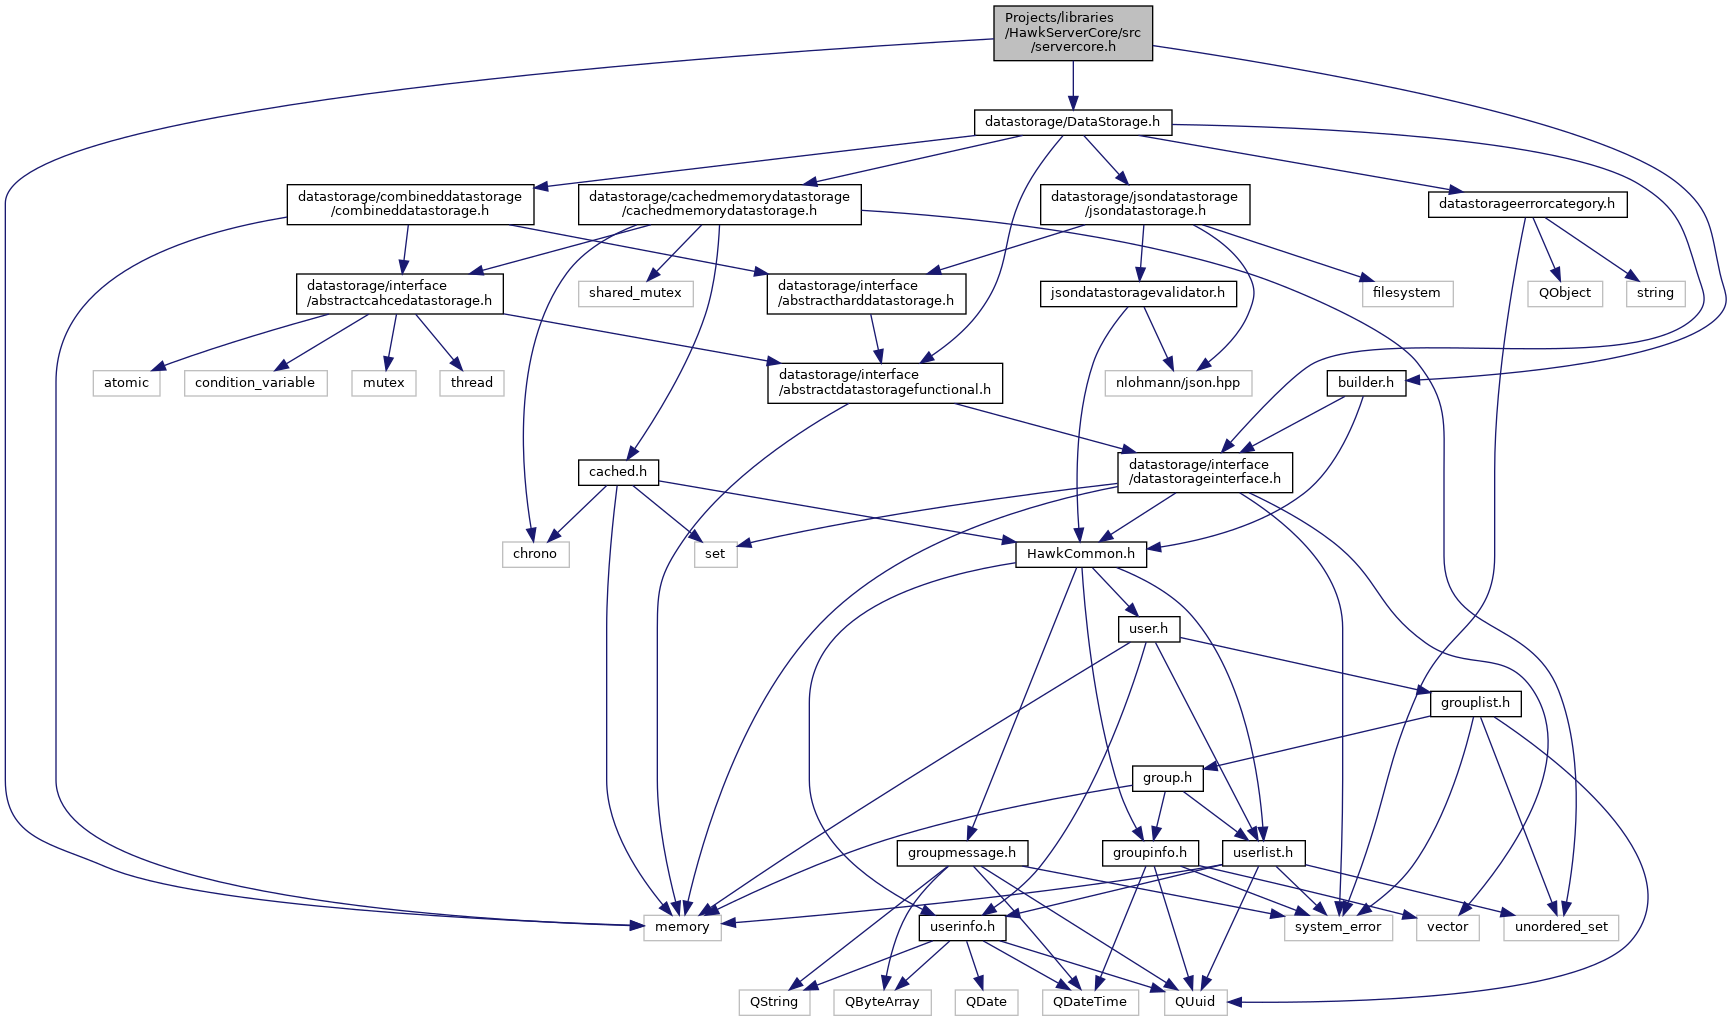 Projects/libraries
/HawkServerCore/src
/servercore.h
datastorage/DataStorage.h
datastorage/combineddatastorage
/combineddatastorage.h
datastorage/cachedmemorydatastorage
/cachedmemorydatastorage.h
datastorage/jsondatastorage
/jsondatastorage.h
datastorageerrorcategory.h
datastorage/interface
/abstractcahcedatastorage.h
shared_mutex
datastorage/interface
/abstractharddatastorage.h
jsondatastoragevalidator.h
filesystem
QObject
string
atomic
condition_variable
mutex
thread
datastorage/interface
/abstractdatastoragefunctional.h
nlohmann/json.hpp
builder.h
cached.h
datastorage/interface
/datastorageinterface.h
chrono
set
HawkCommon.h
user.h
grouplist.h
group.h
groupmessage.h
groupinfo.h
userlist.h
memory
userinfo.h
system_error
vector
unordered_set
QString
QByteArray
QDate
QDateTime
QUuid